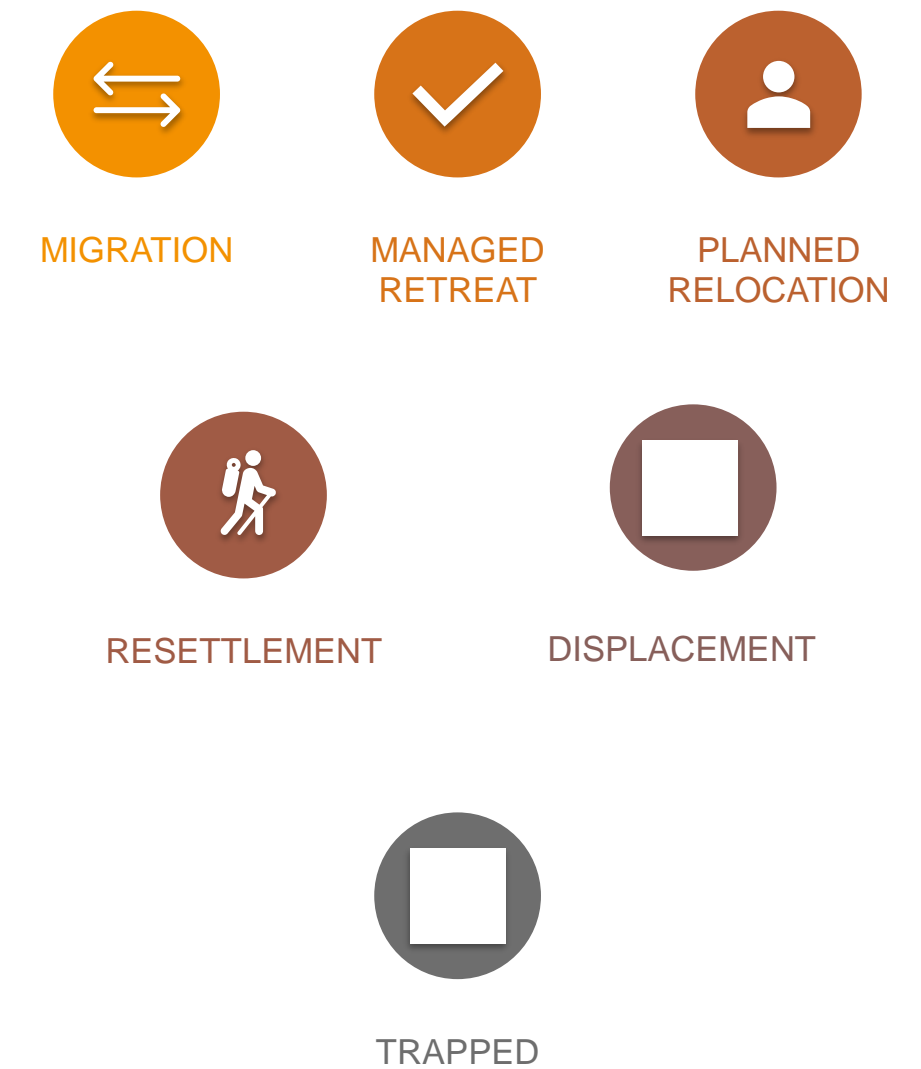 MIGRATION
MANAGED
RETREAT
PLANNED
RELOCATION
RESETTLEMENT
DISPLACEMENT
TRAPPED